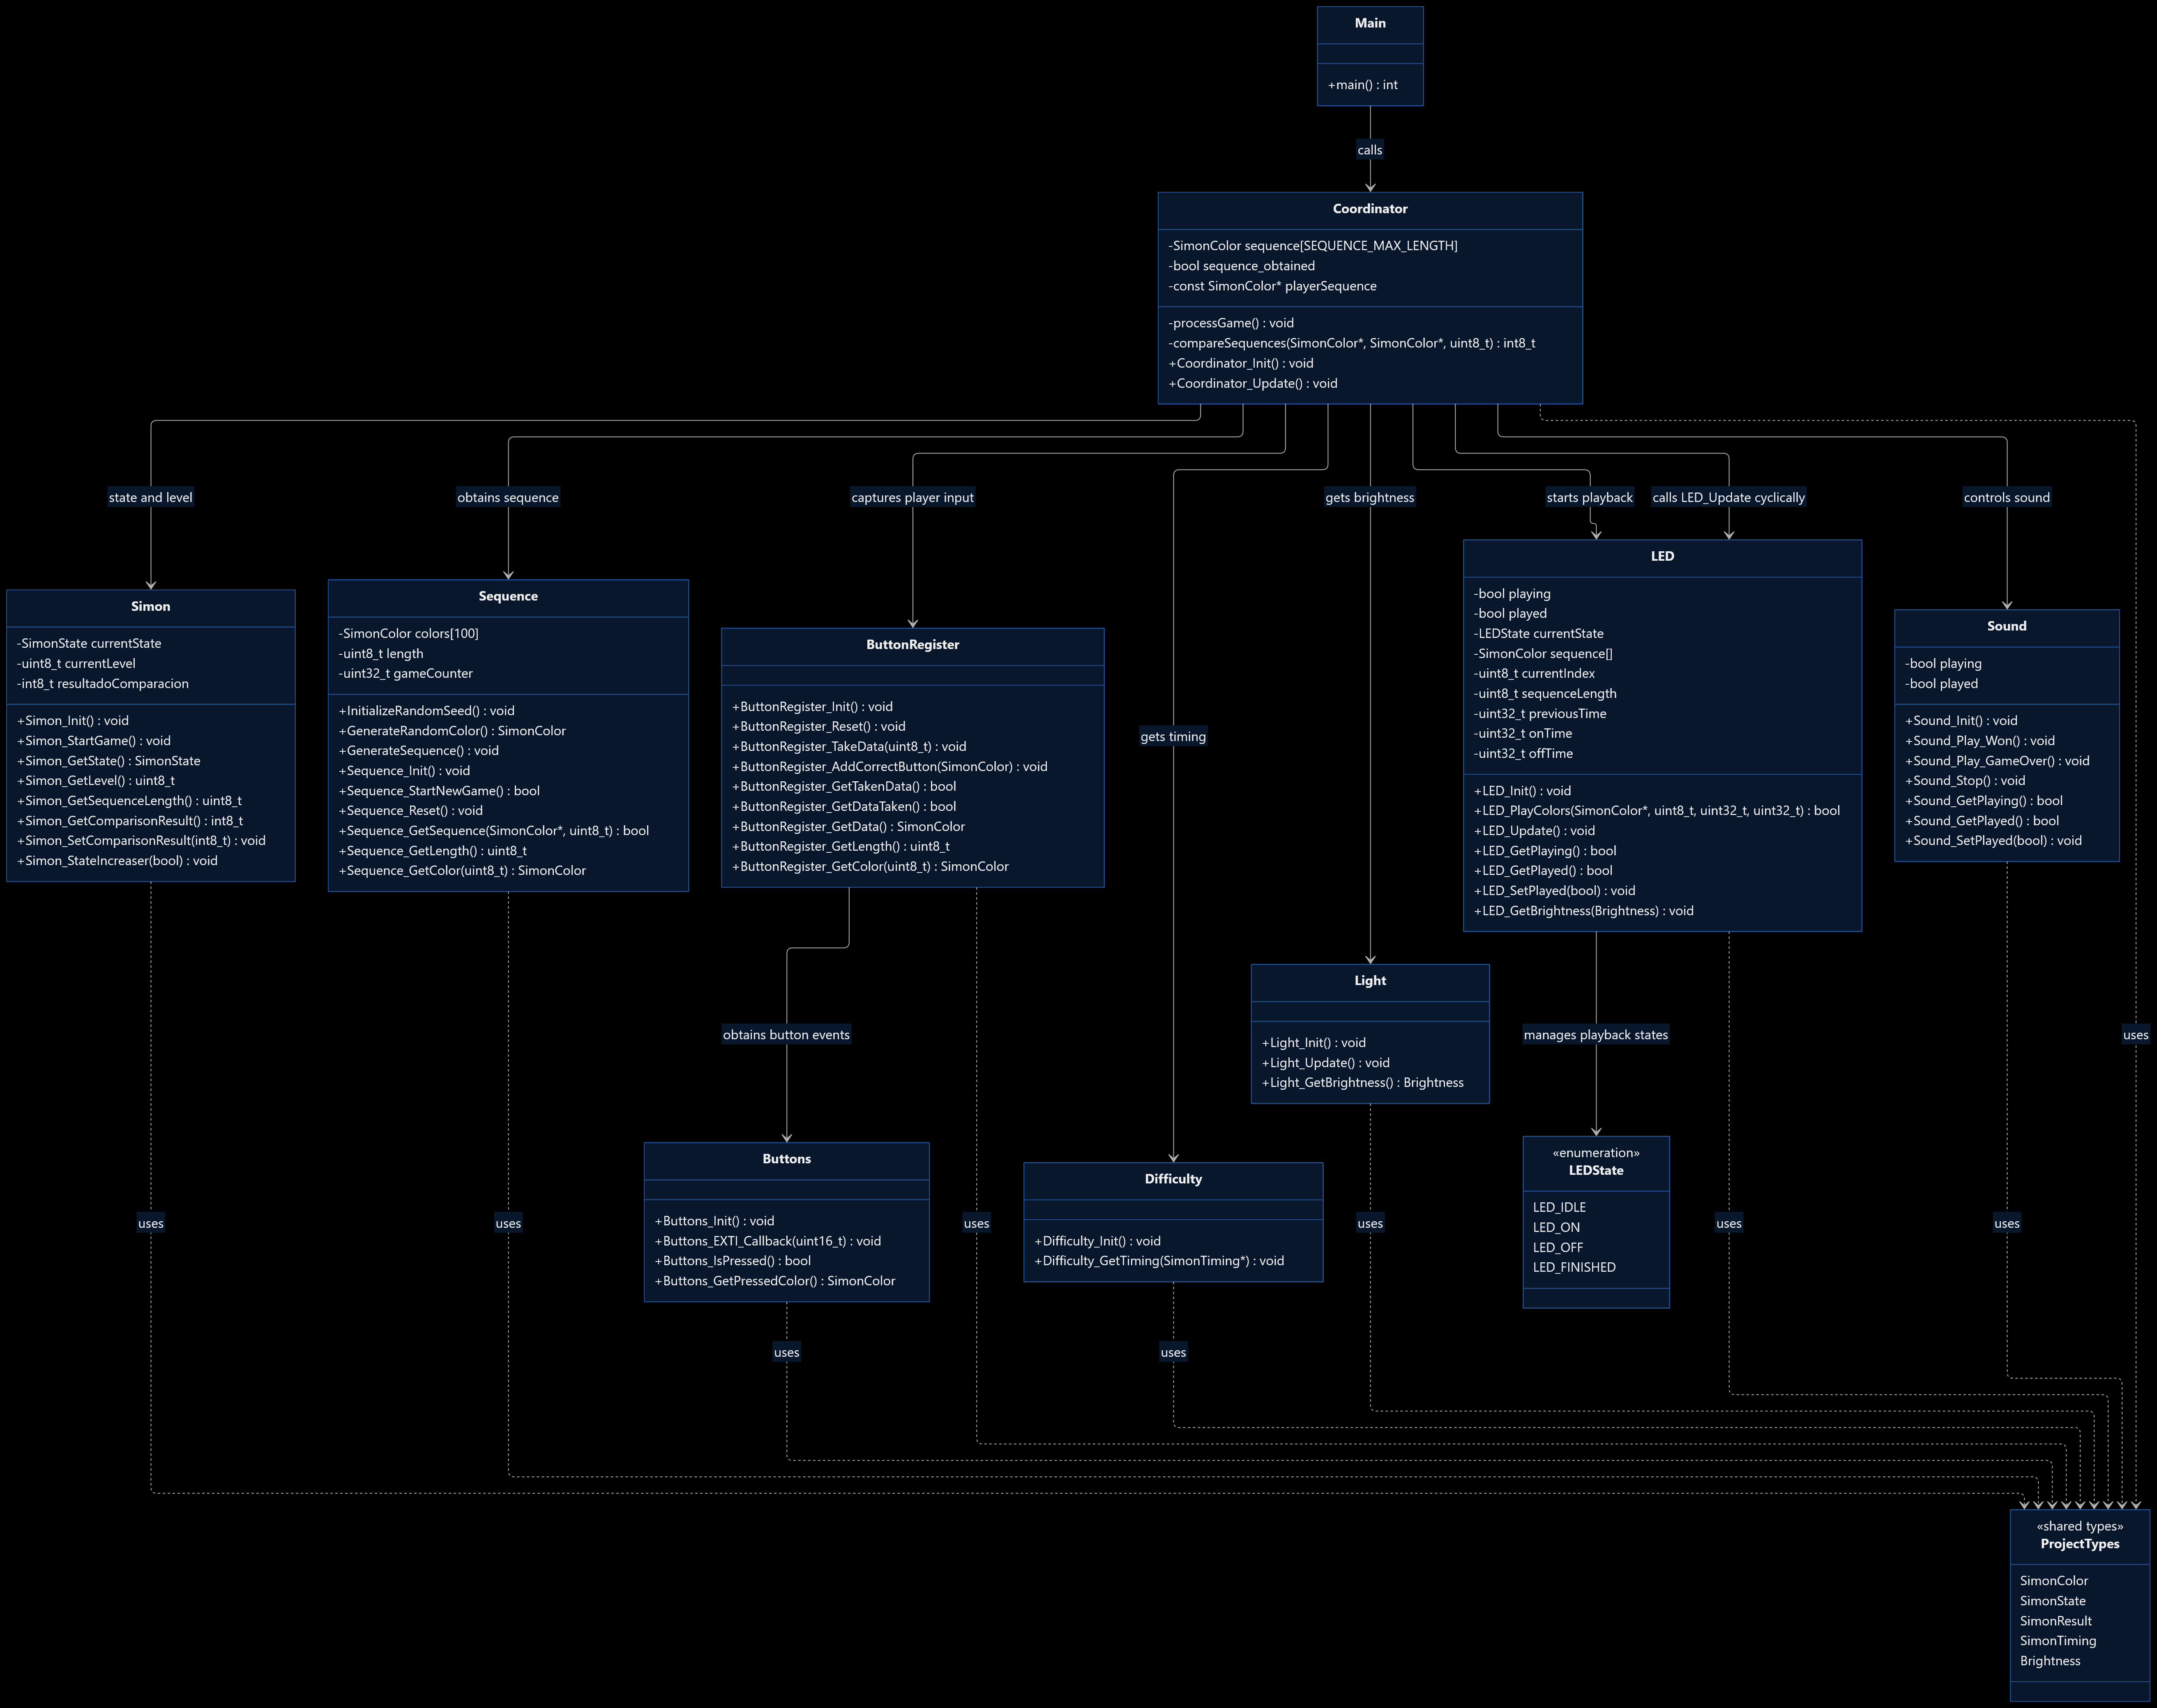 Main
+main() : int
calls
Coordinator
-SimonColor sequence[SEQUENCE_MAX_LENGTH]
-bool sequence_obtained
-const SimonColor* playerSequence
-processGame() : void
-compareSequences(SimonColor*, SimonColor*, uint8_t) : int8_t
+Coordinator_Init() : void
+Coordinator_Update() : void
state and level
obtains sequence
captures player input
gets brightness
starts playback
calls LED_Update cyclically
controls sound
Simon
-SimonState currentState
-uint8_t currentLevel
-int8_t resultadoComparacion
+Simon_Init() : void
+Simon_StartGame() : void
+Simon_GetState() : SimonState
+Simon_GetLevel() : uint8_t
+Simon_GetSequenceLength() : uint8_t
+Simon_GetComparisonResult() : int8_t
+Simon_SetComparisonResult(int8_t) : void
+Simon_StateIncreaser(bool) : void
Sequence
-SimonColor colors[100]
-uint8_t length
-uint32_t gameCounter
+InitializeRandomSeed() : void
+GenerateRandomColor() : SimonColor
+GenerateSequence() : void
+Sequence_Init() : void
+Sequence_StartNewGame() : bool
+Sequence_Reset() : void
+Sequence_GetSequence(SimonColor*, uint8_t) : bool
+Sequence_GetLength() : uint8_t
+Sequence_GetColor(uint8_t) : SimonColor
ButtonRegister
+ButtonRegister_Init() : void
+ButtonRegister_Reset() : void
+ButtonRegister_TakeData(uint8_t) : void
+ButtonRegister_AddCorrectButton(SimonColor) : void
+ButtonRegister_GetTakenData() : bool
+ButtonRegister_GetDataTaken() : bool
+ButtonRegister_GetData() : SimonColor
+ButtonRegister_GetLength() : uint8_t
+ButtonRegister_GetColor(uint8_t) : SimonColor
gets timing
LED
-bool playing
-bool played
-LEDState currentState
-SimonColor sequence[]
-uint8_t currentIndex
-uint8_t sequenceLength
-uint32_t previousTime
-uint32_t onTime
-uint32_t offTime
+LED_Init() : void
+LED_PlayColors(SimonColor*, uint8_t, uint32_t, uint32_t) : bool
+LED_Update() : void
+LED_GetPlaying() : bool
+LED_GetPlayed() : bool
+LED_SetPlayed(bool) : void
+LED_GetBrightness(Brightness) : void
Sound
-bool playing
-bool played
+Sound_Init() : void
+Sound_Play_Won() : void
+Sound_Play_GameOver() : void
+Sound_Stop() : void
+Sound_GetPlaying() : bool
+Sound_GetPlayed() : bool
+Sound_SetPlayed(bool) : void
Light
+Light_Init() : void
+Light_Update() : void
+Light_GetBrightness() : Brightness
obtains button events
manages playback states
uses
Buttons
+Buttons_Init() : void
+Buttons_EXTI_Callback(uint16_t) : void
+Buttons_IsPressed() : bool
+Buttons_GetPressedColor() : SimonColor
Difficulty
+Difficulty_Init() : void
+Difficulty_GetTiming(SimonTiming*) : void
«enumeration»
LEDState
LED_IDLE
LED_ON
LED_OFF
LED_FINISHED
uses
uses
uses
uses
uses
uses
uses
uses
«shared types»
ProjectTypes
SimonColor
SimonState
SimonResult
SimonTiming
Brightness